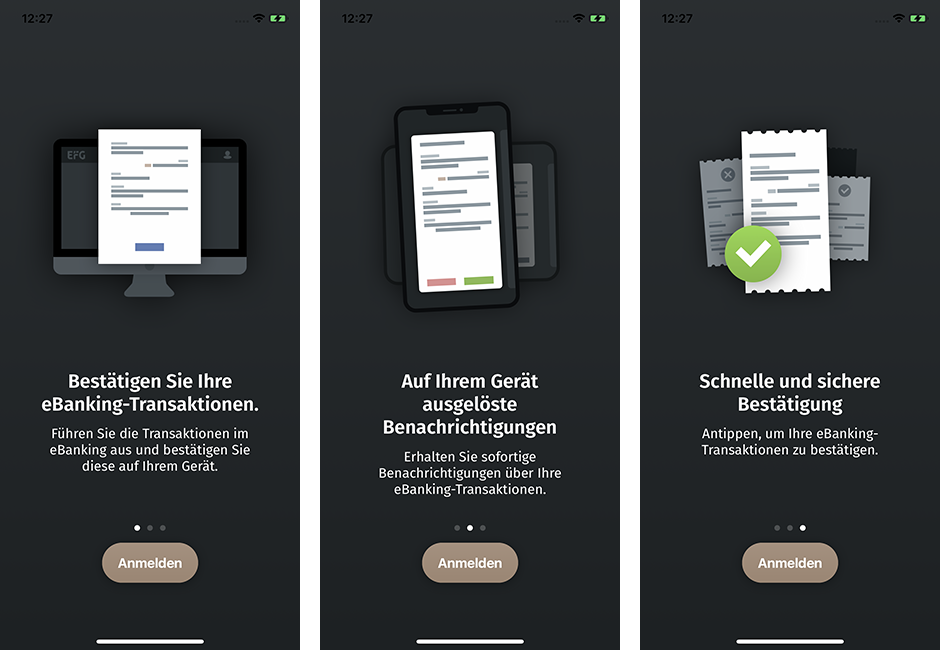 12:27
EFG
Bestätigen Sie Ihre
eBanking-Transaktionen.
Führen Sie die Transaktionen im
eBanking aus und bestätigen Sie
diese auf Ihrem Gerät.
Anmelden
12:27
Auf Ihrem Gerät
ausgelöste
Benachrichtigungen
Erhalten Sie sofortige
Benachrichtigungen über Ihre
eBanking-Transaktionen.
Anmelden
12:27
Schnelle und sichere
Bestätigung
Antippen, um Ihre eBanking-
Transaktionen zu bestätigen.
Anmelden